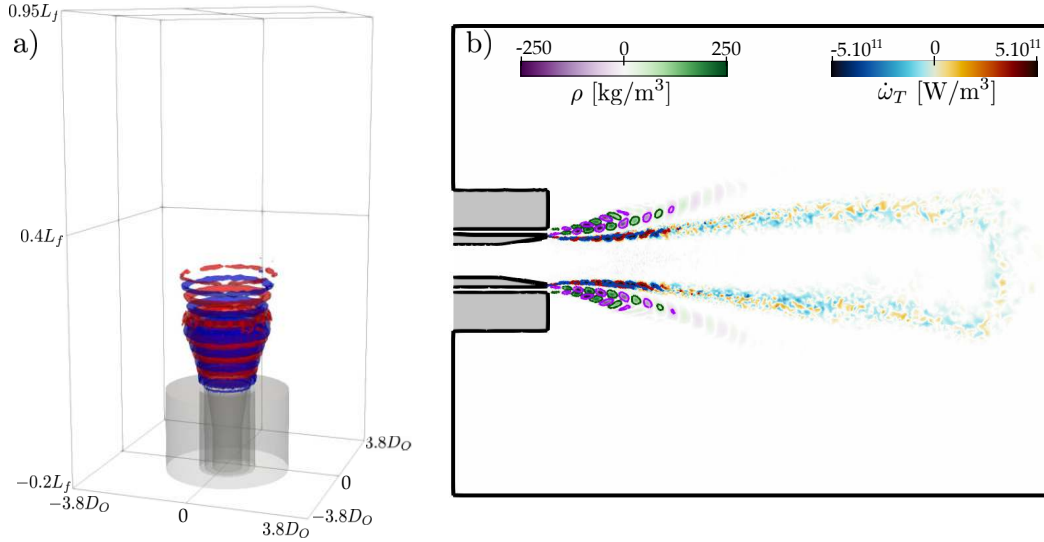 a)
0.95L_f
0.4L_f
−0.2L_f
−3.8D_O
0
3.8D_O
−3.8D_O
0
3.8D_O
b)
-250 0 250
ρ [kg/m³]
-5.10¹¹ 0 5.10¹¹
ω̇_T [W/m³]